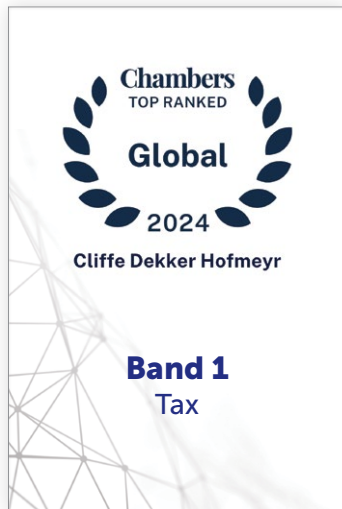 Chambers
TOP RANKED
Global
2024
Cliffe Dekker Hofmeyr
Band 1
Tax